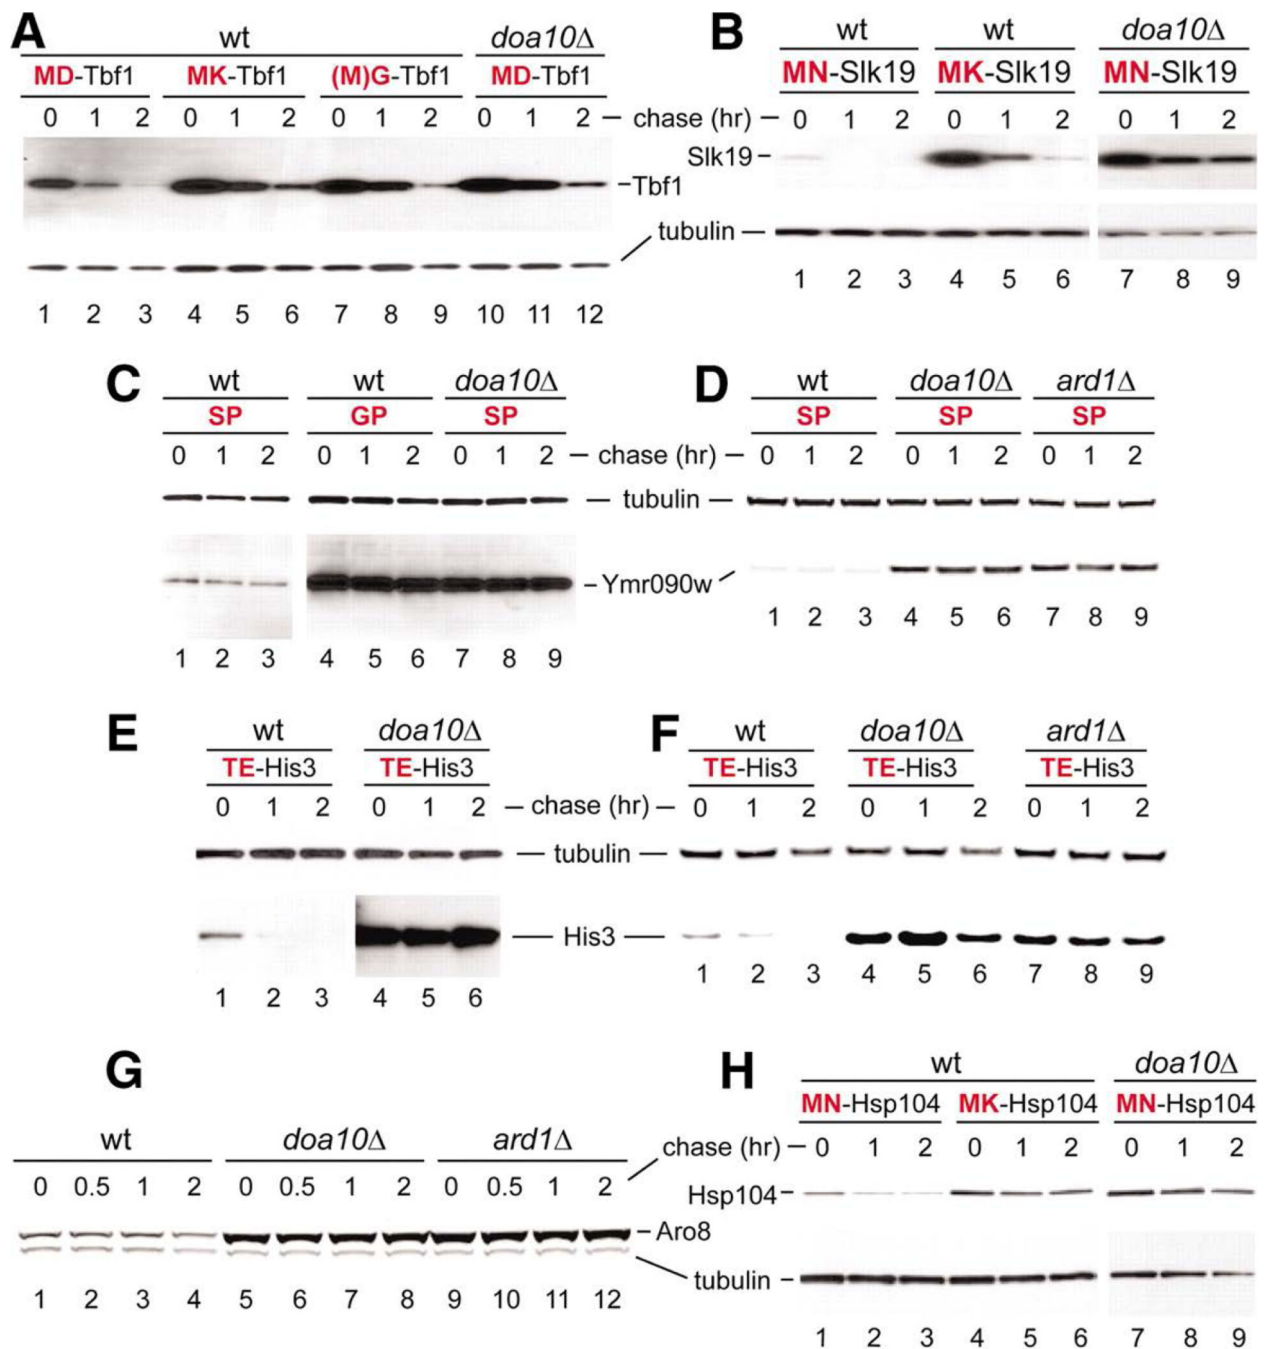 A
wt
doa10Δ
MD-Tbf1
MK-Tbf1
(M)G-Tbf1
MD-Tbf1
0 1 2 0 1 2 0 1 2 0 1 2
Tbf1
1 2 3 4 5 6 7 8 9 10 11 12
chase (hr)
tubulin
B
wt wt doa10Δ
MN-Slk19 MK-Slk19 MN-Slk19
0 1 2 0 1 2 0 1 2
Slk19
1 2 3 4 5 6 7 8 9
C
wt wt doa10Δ
SP GP SP
0 1 2 0 1 2 0 1 2
chase (hr)
tubulin
Ymr090w
1 2 3 4 5 6 7 8 9
D
wt doa10Δ ard1Δ
SP SP SP
0 1 2 0 1 2 0 1 2
1 2 3 4 5 6 7 8 9
E
wt doa10Δ
TE-His3 TE-His3
0 1 2 0 1 2
chase (hr)
tubulin
His3
1 2 3 4 5 6
F
wt doa10Δ ard1Δ
TE-His3 TE-His3 TE-His3
0 1 2 0 1 2 0 1 2
1 2 3 4 5 6 7 8 9
G
wt doa10Δ ard1Δ
0 0.5 1 2 0 0.5 1 2 0 0.5 1 2
Aro8
1 2 3 4 5 6 7 8 9 10 11 12
chase (hr)
tubulin
H
wt doa10Δ
MN-Hsp104 MK-Hsp104 MN-Hsp104
0 1 2 0 1 2 0 1 2
Hsp104
1 2 3 4 5 6 7 8 9